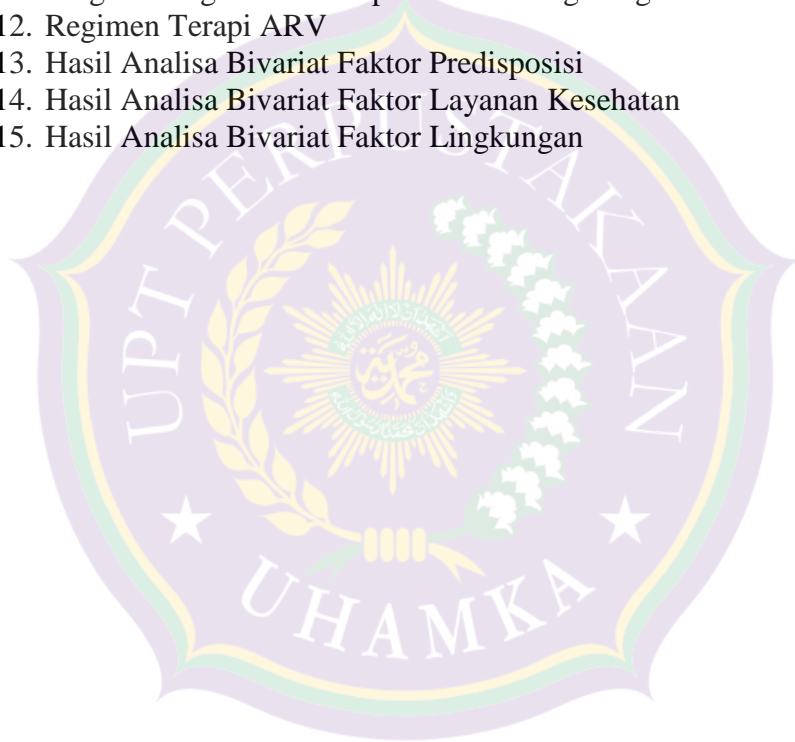 12. Regimen Terapi ARV
13. Hasil Analisa Bivariat Faktor Predisposisi
14. Hasil Analisa Bivariat Faktor Layanan Kesehatan
15. Hasil Analisa Bivariat Faktor Lingkungan
UPT PERPUSTAKAAN
محمدية
UHAMKA